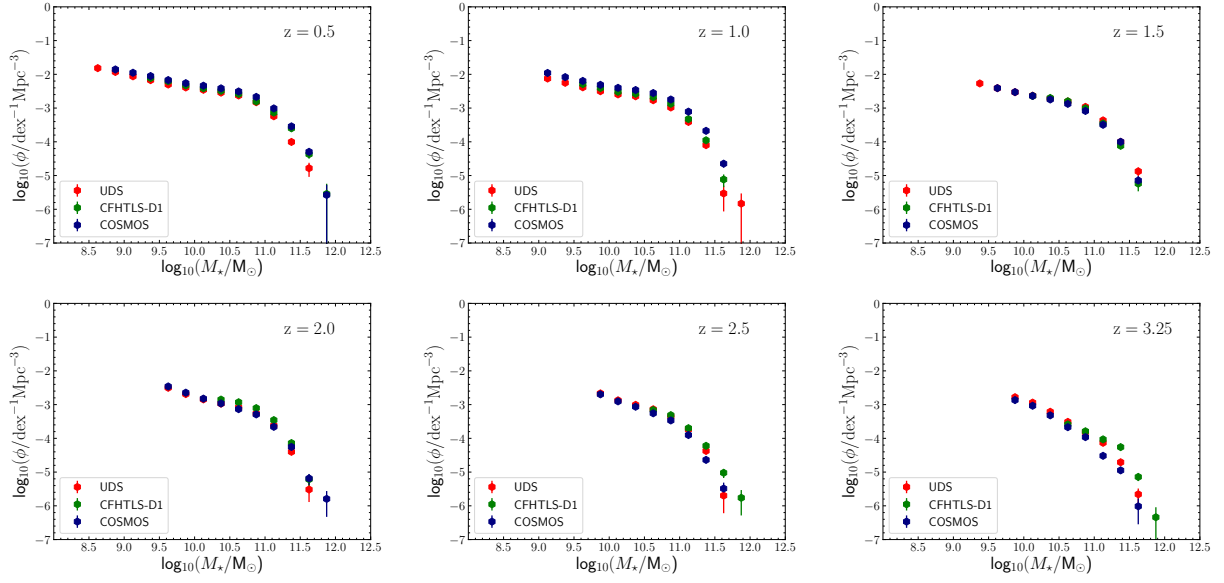 z = 0.5
0
−1
−2
−3
−4
−5
−6
−7
log₁₀(ϕ/dex⁻¹Mpc⁻³)
UDS
CFHTLS-D1
COSMOS
8.5 9.0 9.5 10.0 10.5 11.0 11.5 12.0 12.5
log₁₀(M⋆/M☉)
z = 1.0
0
−1
−2
−3
−4
−5
−6
−7
log₁₀(ϕ/dex⁻¹Mpc⁻³)
UDS
CFHTLS-D1
COSMOS
8.5 9.0 9.5 10.0 10.5 11.0 11.5 12.0 12.5
log₁₀(M⋆/M☉)
z = 1.5
0
−1
−2
−3
−4
−5
−6
−7
log₁₀(ϕ/dex⁻¹Mpc⁻³)
UDS
CFHTLS-D1
COSMOS
8.5 9.0 9.5 10.0 10.5 11.0 11.5 12.0 12.5
log₁₀(M⋆/M☉)
z = 2.0
0
−1
−2
−3
−4
−5
−6
−7
log₁₀(ϕ/dex⁻¹Mpc⁻³)
UDS
CFHTLS-D1
COSMOS
8.5 9.0 9.5 10.0 10.5 11.0 11.5 12.0 12.5
log₁₀(M⋆/M☉)
z = 2.5
0
−1
−2
−3
−4
−5
−6
−7
log₁₀(ϕ/dex⁻¹Mpc⁻³)
UDS
CFHTLS-D1
COSMOS
8.5 9.0 9.5 10.0 10.5 11.0 11.5 12.0 12.5
log₁₀(M⋆/M☉)
z = 3.25
0
−1
−2
−3
−4
−5
−6
−7
log₁₀(ϕ/dex⁻¹Mpc⁻³)
UDS
CFHTLS-D1
COSMOS
8.5 9.0 9.5 10.0 10.5 11.0 11.5 12.0 12.5
log₁₀(M⋆/M☉)